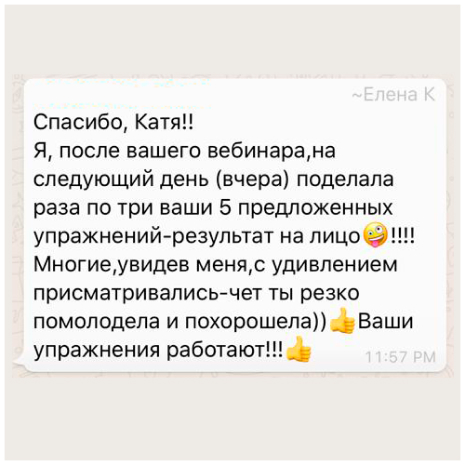 ~Елена К
Спасибо, Катя!!
Я, после вашего вебинара,на
следующий день (вчера) поделала
раза по три ваши 5 предложенных
упражнений-результат на лицо🤪!!!!
Многие,увидев меня,с удивлением
присматривались-чет ты резко
помолодела и похорошела))👍Ваши
упражнения работают!!!👍
11:57 PM